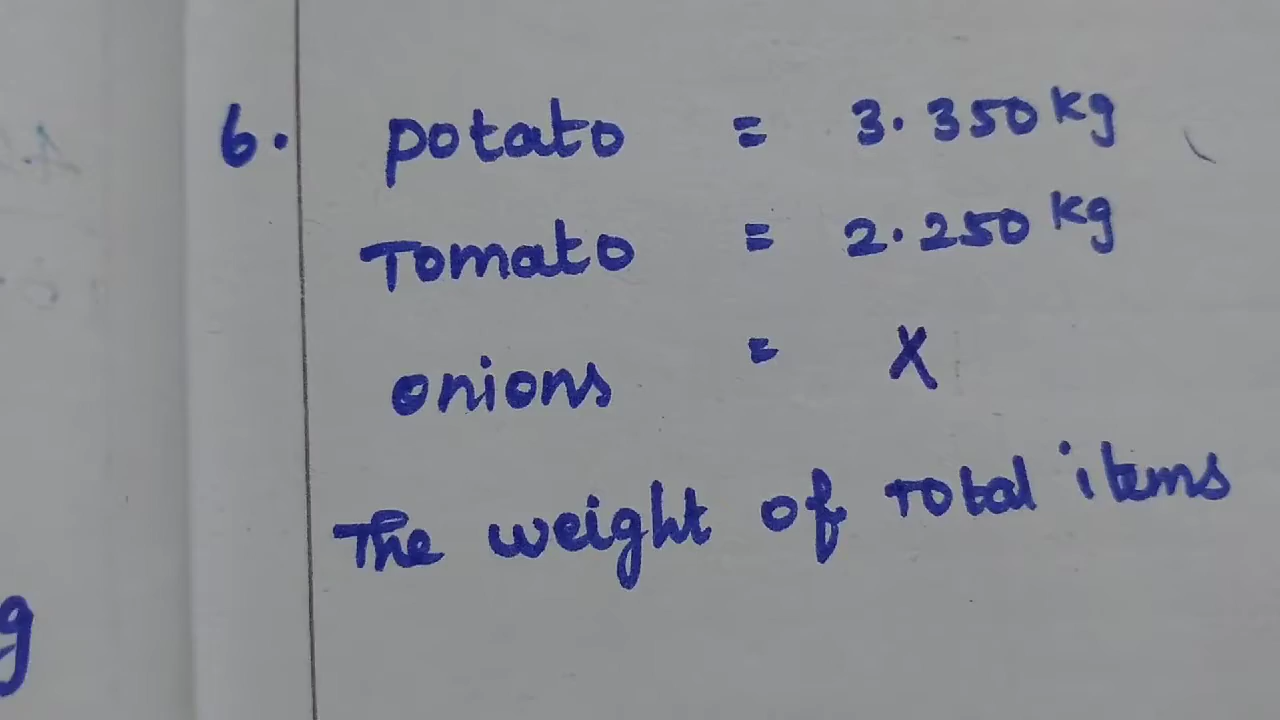 6. potato = 3.350 kg
Tomato = 2.250 kg
onions = X
The weight of Total items
g